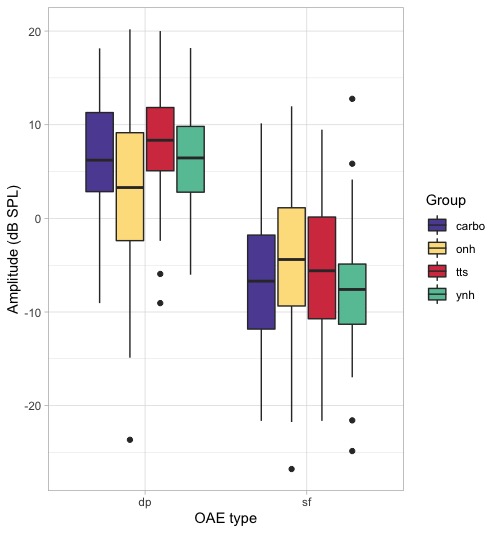 20
10
0
-10
-20
Amplitude (dB SPL)
dp
sf
OAE type
Group
carbo
onh
tts
ynh